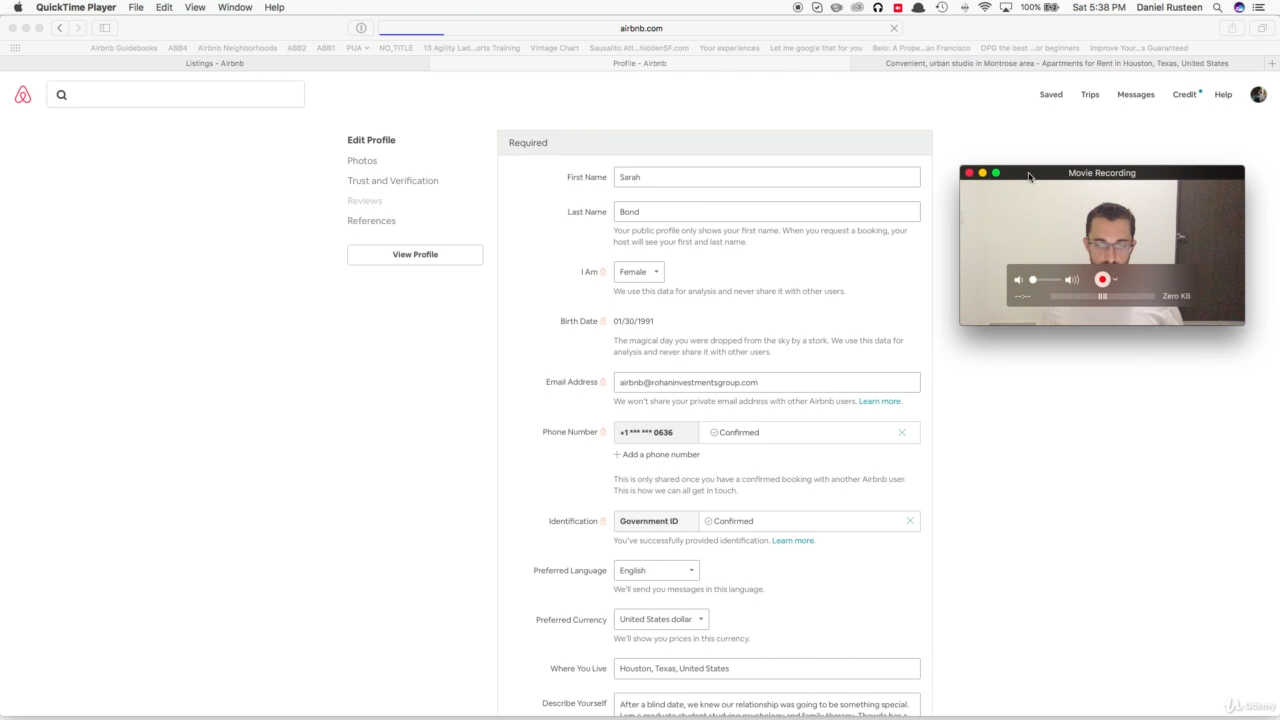 QuickTime Player File Edit View Window Help
100% Sat 5:38 PM Daniel Rusteen
airbnb.com
Airbnb Guidebooks ABB4 Airbnb Neighborhoods ABB2 ABB1 PUA NO_TITLE 13 Agility Lad...orts Training Vintage Chart Sausalito Att...hiddenSF.com Your experiences Let me google that for you Belo: A Prope...an Francisco OPG the best ...or beginners Improve Your...s Guaranteed
Listings - Airbnb Profile - Airbnb Convenient, urban studio in Montrose area - Apartments for Rent in Houston, Texas, United States
Saved Trips Messages Credit Help
Edit Profile
Photos
Trust and Verification
Reviews
References
View Profile
Required
First Name Sarah
Last Name Bond
Your public profile only shows your first name. When you request a booking, your
host will see your first and last name.
I Am Female
We use this data for analysis and never share it with other users.
Birth Date 01/30/1991
The magical day you were dropped from the sky by a stork. We use this data for
analysis and never share it with other users.
Email Address airbnb@rohaninvestmentsgroup.com
We won't share your private email address with other Airbnb users. Learn more.
Phone Number +1 *** *** 0636 Confirmed
+ Add a phone number
This is only shared once you have a confirmed booking with another Airbnb user.
This is how we can all get in touch.
Identification Government ID Confirmed
You've successfully provided identification. Learn more.
Preferred Language English
We'll send you messages in this language.
Preferred Currency United States dollar
We'll show you prices in this currency.
Where You Live Houston, Texas, United States
Describe Yourself After a blind date, we knew our relationship was going to be something special.
I am a graduate student studying psychology and family therapy.
Movie Recording
--:-- Zero KB
Udemy